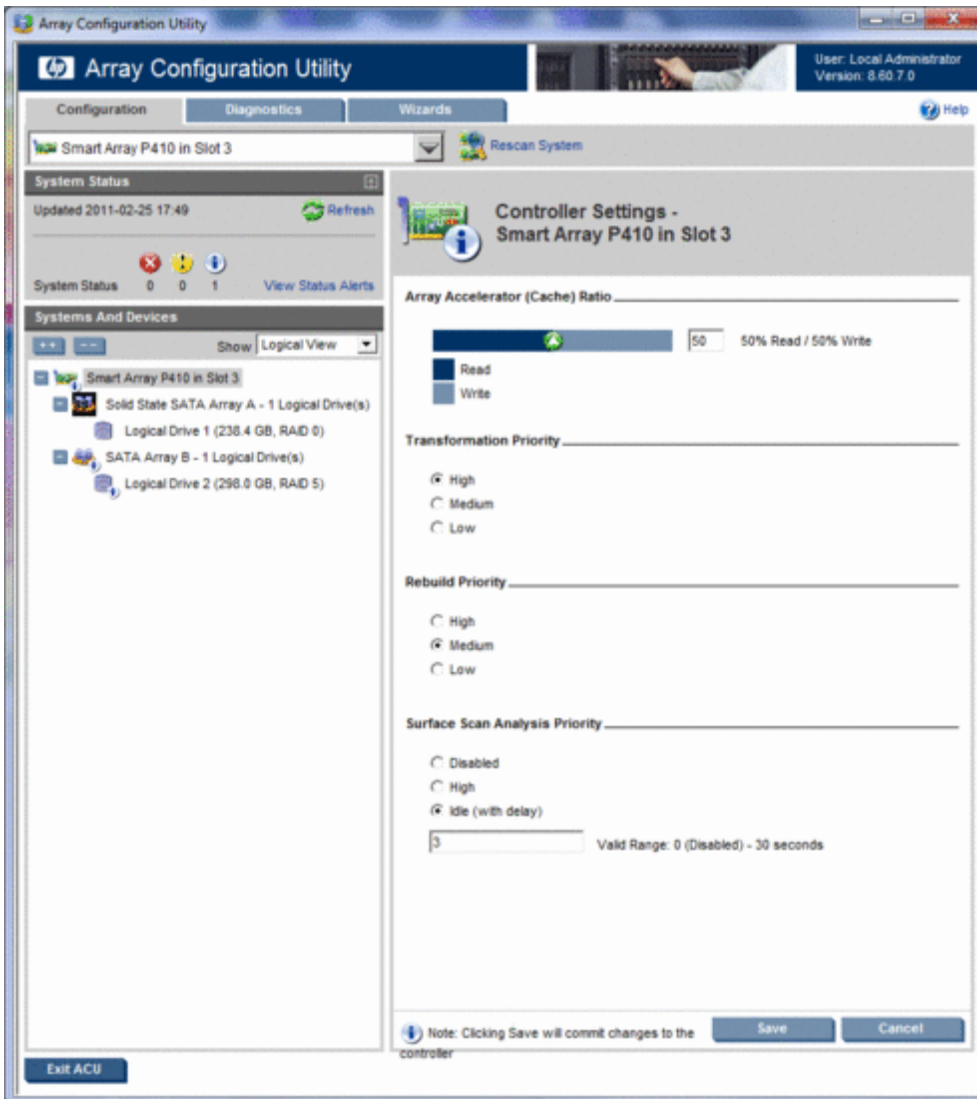 Array Configuration Utility
hp Array Configuration Utility
User: Local Administrator
Version: 8.60.7.0
Configuration Diagnostics Wizards Help
Smart Array P410 in Slot 3 Rescan System
System Status
Updated 2011-02-25 17:49 Refresh
System Status 0 0 1 View Status Alerts
Systems And Devices
++ -- Show Logical View
Smart Array P410 in Slot 3
Solid State SATA Array A - 1 Logical Drive(s)
Logical Drive 1 (238.4 GB, RAID 0)
SATA Array B - 1 Logical Drive(s)
Logical Drive 2 (298.0 GB, RAID 5)
Controller Settings -
Smart Array P410 in Slot 3
Array Accelerator (Cache) Ratio
50 50% Read / 50% Write
Read
Write
Transformation Priority
High
Medium
Low
Rebuild Priority
High
Medium
Low
Surface Scan Analysis Priority
Disabled
High
Idle (with delay)
3 Valid Range: 0 (Disabled) - 30 seconds
Note: Clicking Save will commit changes to the
controller
Save Cancel
Exit ACU